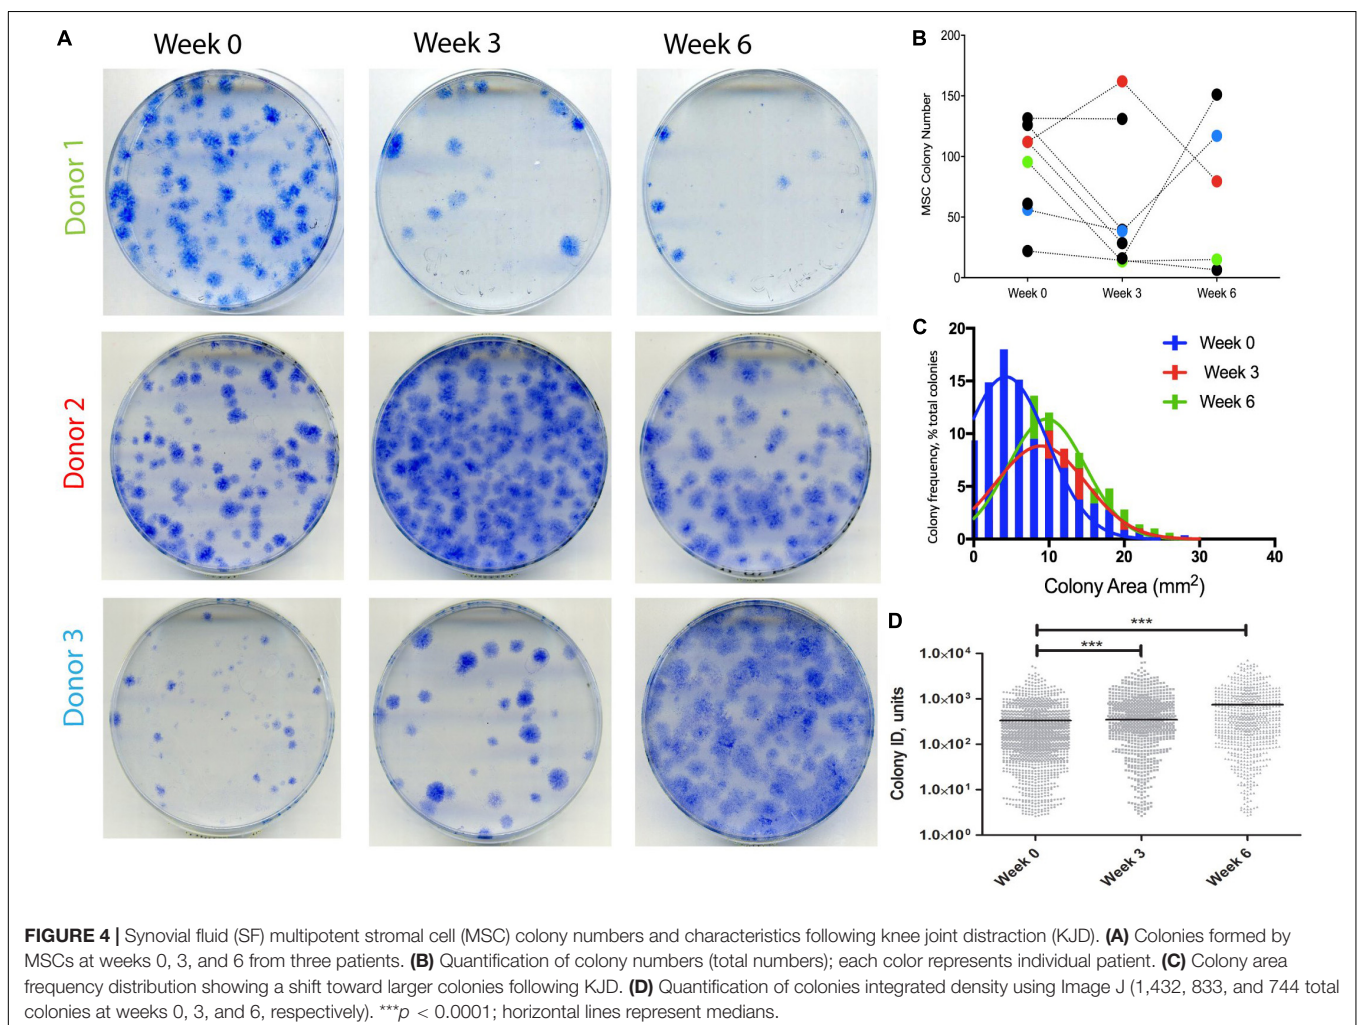 A
Week 0
Week 3
Week 6
Donor 1
Donor 2
Donor 3
B
MSC Colony Number
200
150
100
50
0
Week 0
Week 3
Week 6
C
Colony frequency, % total colonies
20
15
10
5
0
Week 0
Week 3
Week 6
0
10
20
30
40
Colony Area (mm²)
D
***
***
Colony ID, units
1.0×10⁴
1.0×10³
1.0×10²
1.0×10¹
1.0×10⁰
Week 0
Week 3
Week 6
FIGURE 4 | Synovial fluid (SF) multipotent stromal cell (MSC) colony numbers and characteristics following knee joint distraction (KJD). (A) Colonies formed by
MSCs at weeks 0, 3, and 6 from three patients. (B) Quantification of colony numbers (total numbers); each color represents individual patient. (C) Colony area
frequency distribution showing a shift toward larger colonies following KJD. (D) Quantification of colonies integrated density using Image J (1,432, 833, and 744 total
colonies at weeks 0, 3, and 6, respectively). ***p < 0.0001; horizontal lines represent medians.